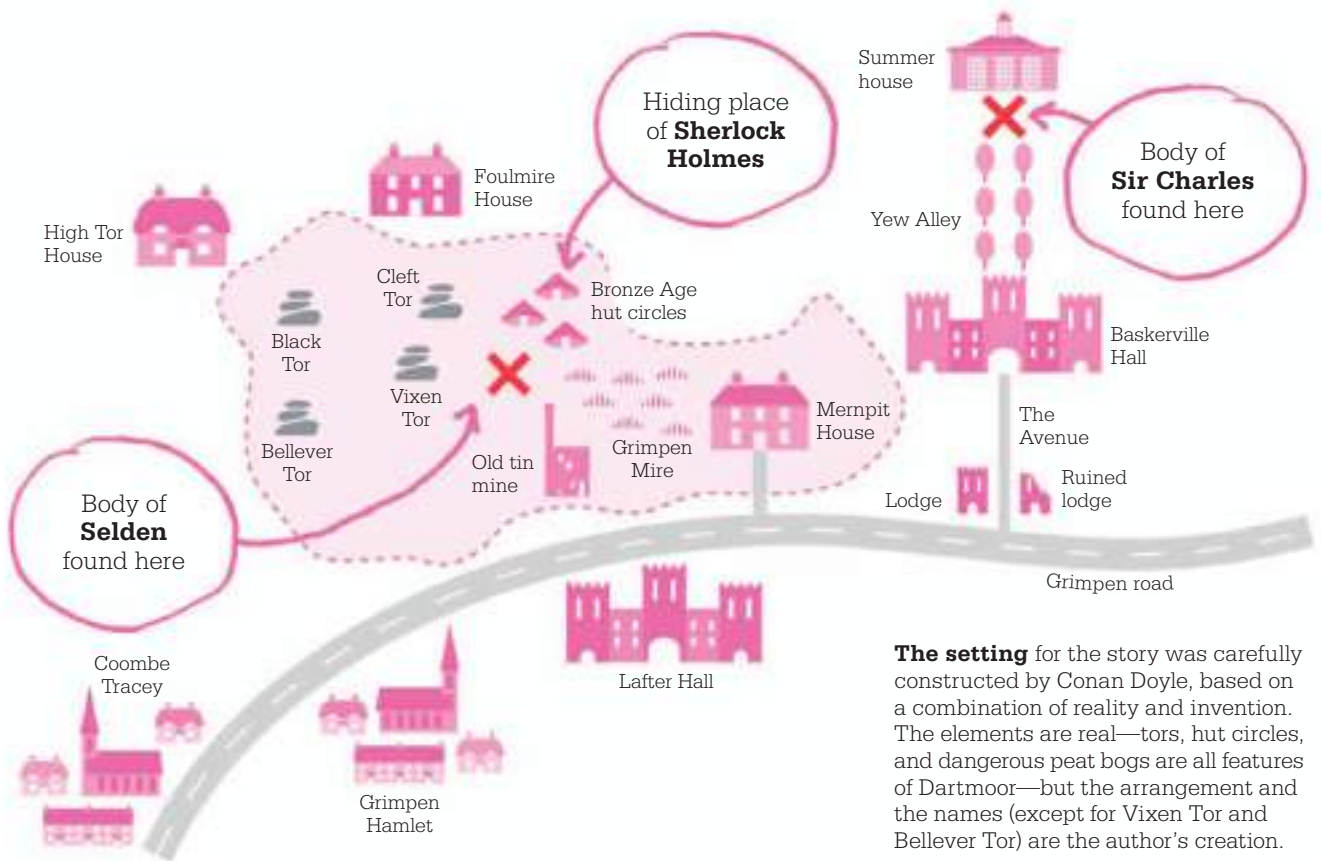 Summer
house
Hiding place
of Sherlock
Holmes
Body of
Sir Charles
found here
Foulmire
House
High Tor
House
Yew Alley
Cleft
Tor
Bronze Age
hut circles
Black
Tor
Baskerville
Hall
Vixen
Tor
Mernpit
House
The
Avenue
Bellever
Tor
Grimpen
Mire
Old tin
mine
Lodge
Ruined
lodge
Body of
Selden
found here
Grimpen road
Coombe
Tracey
Lafter Hall
Grimpen
Hamlet
The setting for the story was carefully
constructed by Conan Doyle, based on
a combination of reality and invention.
The elements are real—tors, hut circles,
and dangerous peat bogs are all features
of Dartmoor—but the arrangement and
the names (except for Vixen Tor and
Bellever Tor) are the author’s creation.